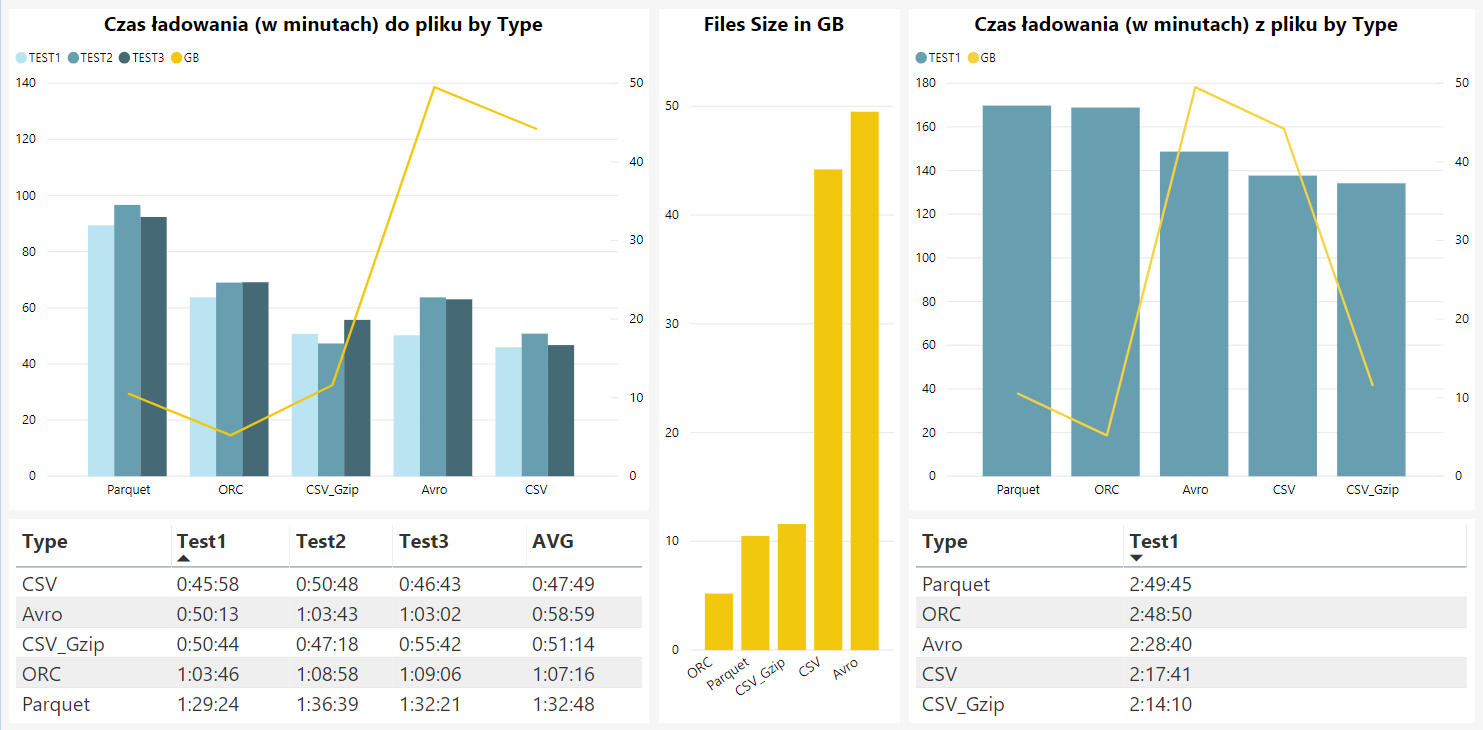 Czas ładowania (w minutach) do pliku by Type
TEST1 TEST2 TEST3 GB
140
120
100
80
60
40
20
0
50
40
30
20
10
0
Parquet ORC CSV_Gzip Avro CSV
Type Test1 Test2 Test3 AVG
CSV 0:45:58 0:50:48 0:46:43 0:47:49
Avro 0:50:13 1:03:43 1:03:02 0:58:59
CSV_Gzip 0:50:44 0:47:18 0:55:42 0:51:14
ORC 1:03:46 1:08:58 1:09:06 1:07:16
Parquet 1:29:24 1:36:39 1:32:21 1:32:48
Files Size in GB
50
40
30
20
10
0
ORC Parquet CSV_Gzip CSV Avro
Czas ładowania (w minutach) z pliku by Type
TEST1 GB
180
160
140
120
100
80
60
40
20
0
50
40
30
20
10
0
Parquet ORC Avro CSV CSV_Gzip
Type Test1
Parquet 2:49:45
ORC 2:48:50
Avro 2:28:40
CSV 2:17:41
CSV_Gzip 2:14:10